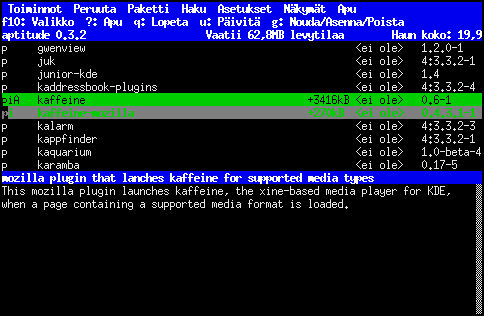 Toiminnot Peruuta Paketti Haku Asetukset Näkymät Apu
f10: Valikko ?: Apu q: Lopeta u: Päivitä g: Nouda/Asenna/Poista
aptitude 0.3.2 Vaatii 62,8MB levytilaa Haun koko: 19,9
p gwenview <ei ole> 1.2.0-1
p juk <ei ole> 4:3.3.2-1
p junior-kde <ei ole> 1.4
p kaddressbook-plugins <ei ole> 4:3.3.2-4
piA kaffeine +3416kB <ei ole> 0.6-1
pi kaffeine-mozilla +270kB <ei ole> 0.4.3.1-1
p kalarm <ei ole> 4:3.3.2-3
p kappfinder <ei ole> 4:3.3.2-1
p kaquarium <ei ole> 1.0-beta-4
p karamba <ei ole> 0.17-5
mozilla plugin that lanches kaffeine for supported media types
This mozilla plugin launches kaffeine, the xine-based media player for KDE,
when a page containing a supported media format is loaded.